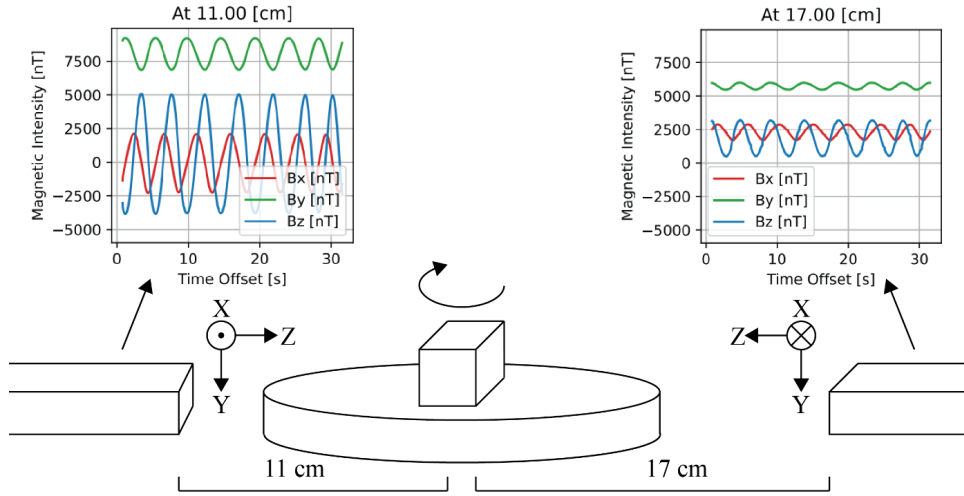 At 11.00 [cm]
Magnetic Intensity [nT]
7500
5000
2500
0
−2500
−5000
Bx [nT]
By [nT]
Bz [nT]
0
10
20
30
Time Offset [s]
At 17.00 [cm]
Magnetic Intensity [nT]
7500
5000
2500
0
−2500
−5000
Bx [nT]
By [nT]
Bz [nT]
0
10
20
30
Time Offset [s]
X
Z
Y
X
Z
Y
11 cm
17 cm